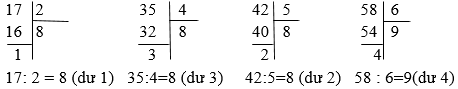 17 2 35 4 42 5 58 6
16 8 32 8 40 8 54 9
1 3 2 4
17: 2 = 8 (dư 1) 35:4=8 (dư 3) 42:5=8 (dư 2) 58 : 6=9(dư 4)